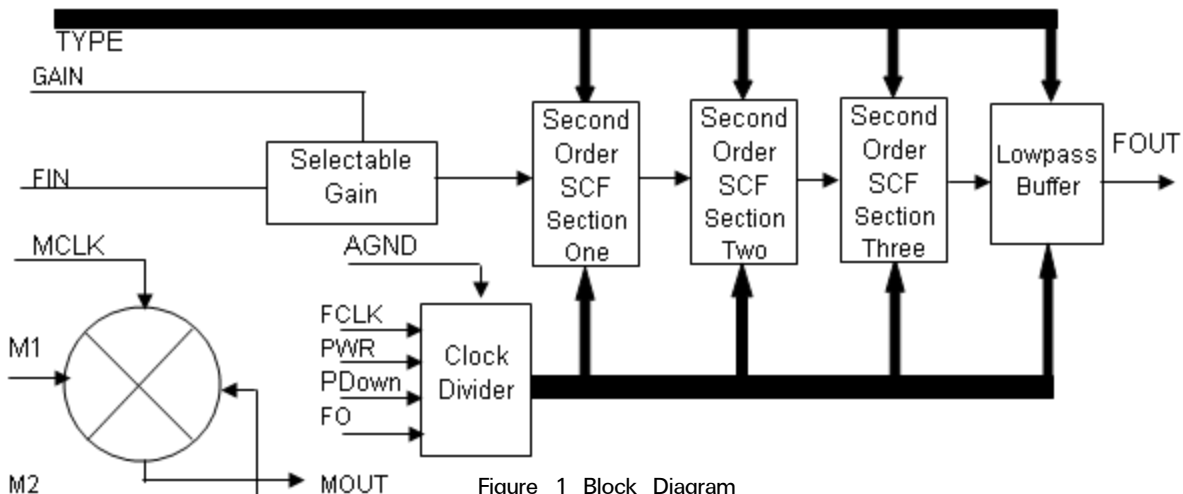 TYPE
GAIN
FIN
Selectable
Gain
Second
Order
SCF
Section
One
Second
Order
SCF
Section
Two
Second
Order
SCF
Section
Three
Lowpass
Buffer
FOUT
MCLK
AGND
M1
FCLK
PWR
PDown
FO
Clock
Divider
M2
MOUT
Figure 1 Block Diagram